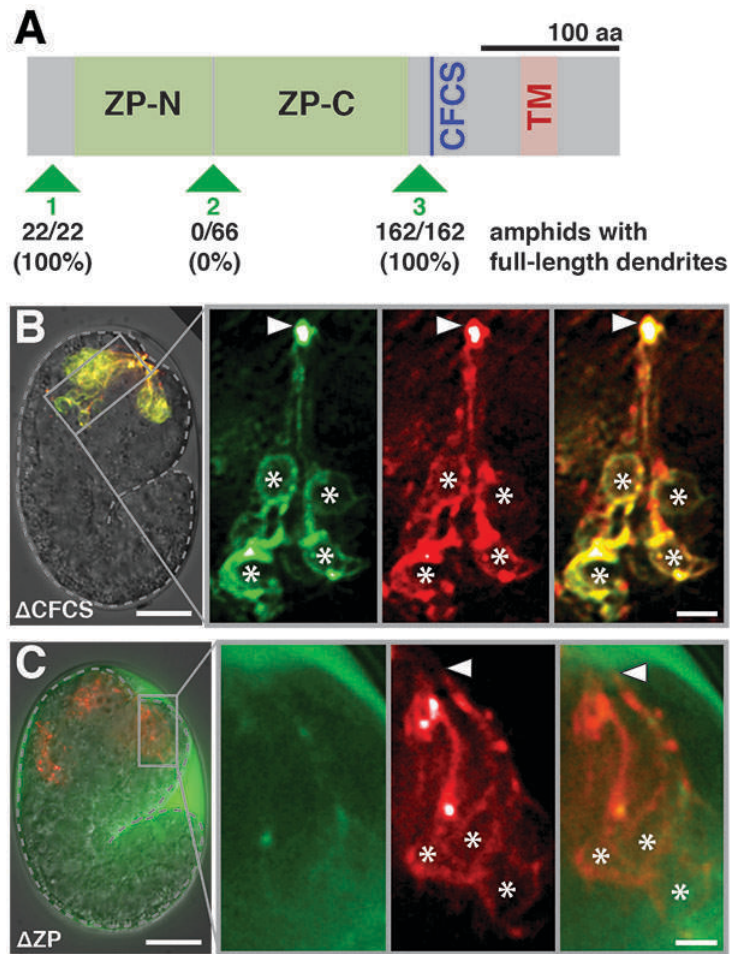 A
100 aa
ZP-N
ZP-C
CFCS
TM
1 2 3
22/22 0/66 162/162 amphids with
(100%) (0%) (100%) full-length dendrites
B
* * * * * * * * * * * *
ΔCFCS
C
* * * * * *
ΔZP